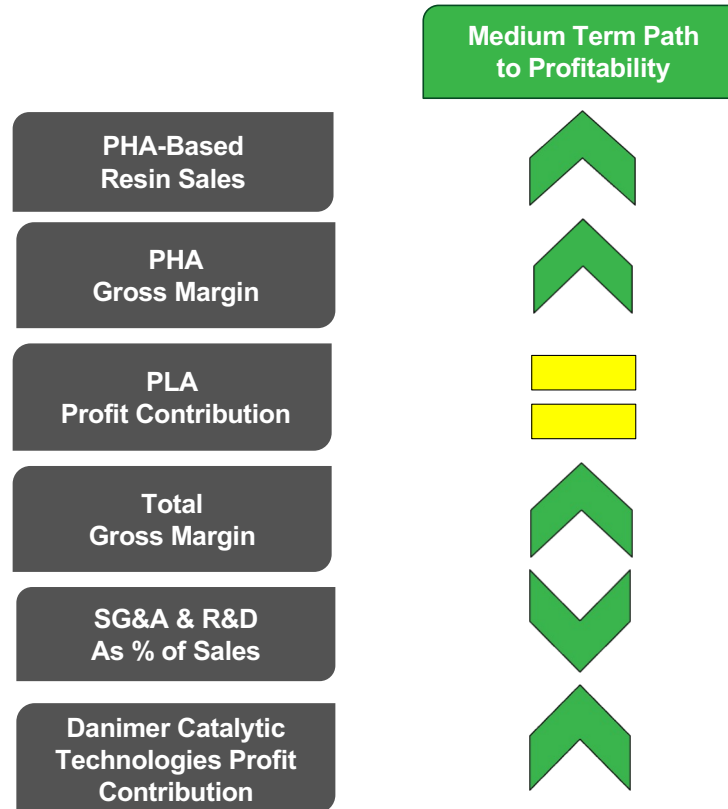 Medium Term Path
to Profitability
PHA-Based
Resin Sales
PHA
Gross Margin
PLA
Profit Contribution
Total
Gross Margin
SG&A & R&D
As % of Sales
Danimer Catalytic
Technologies Profit
Contribution